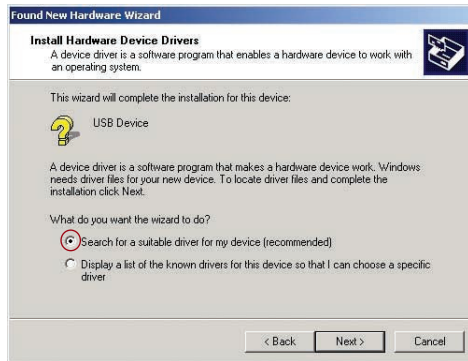 Found New Hardware Wizard
Install Hardware Device Drivers
A device driver is a software program that enables a hardware device to work with
an operating system.
This wizard will complete the installation for this device:
USB Device
A device driver is a software program that makes a hardware device work. Windows
needs driver files for your new device. To locate driver files and complete the
installation click Next.
What do you want the wizard to do?
Search for a suitable driver for my device (recommended)
Display a list of the known drivers for this device so that I can choose a specific
driver
< Back Next > Cancel